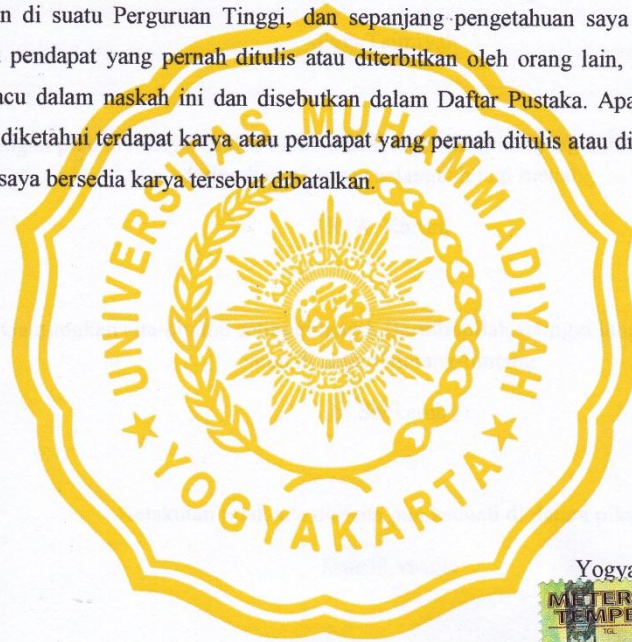 n di suatu Perguruan Tinggi, dan sepanjang pengetahuan saya
pendapat yang pernah ditulis atau diterbitkan oleh orang lain,
cu dalam naskah ini dan disebutkan dalam Daftar Pustaka. Apa
diketahui terdapat karya atau pendapat yang pernah ditulis atau di
saya bersedia karya tersebut dibatalkan.
UNIVERSITAS MUHAMMADIYAH
★ YOGYAKARTA ★
Yogya
METER
TEMPE
TGL